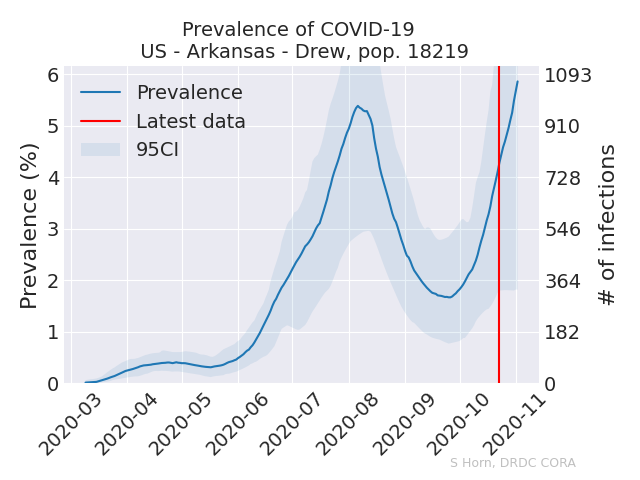 Prevalence of COVID-19
US - Arkansas - Drew, pop. 18219
Prevalence
Latest data
95CI
Prevalence (%)
6
5
4
3
2
1
0
1093
910
728
546
364
182
0
# of infections
2020-03
2020-04
2020-05
2020-06
2020-07
2020-08
2020-09
2020-10
2020-11
S Horn, DRDC CORA